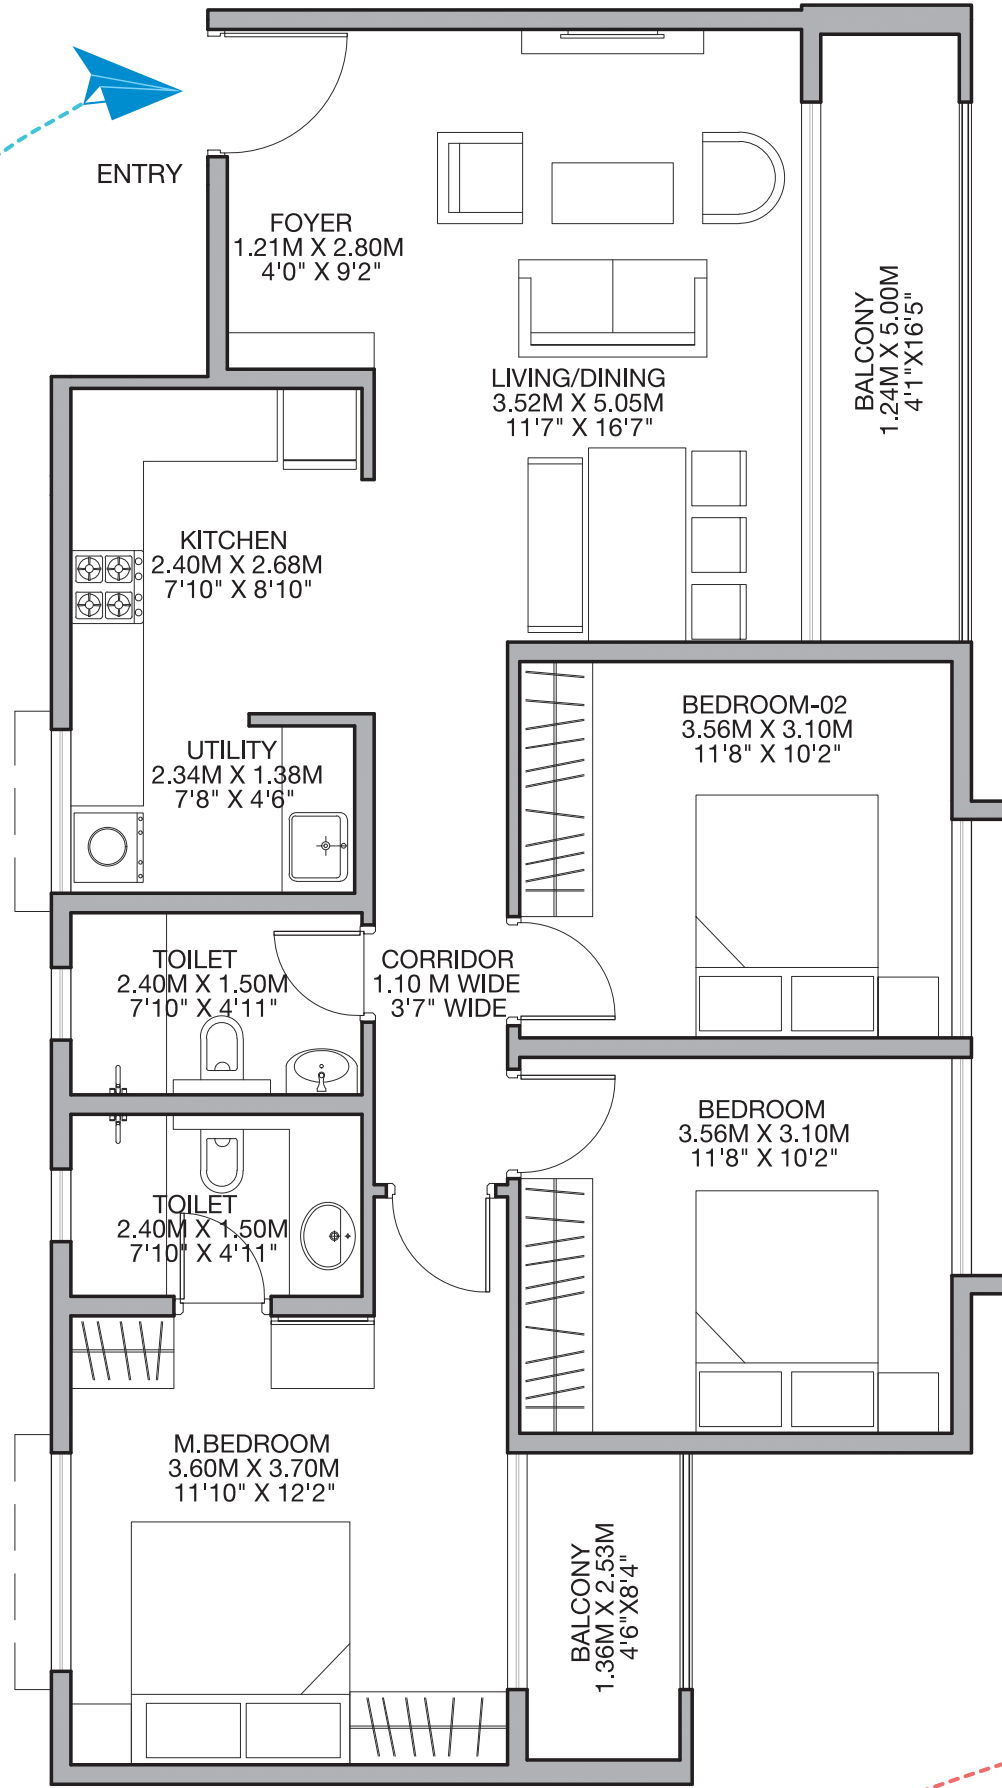 ENTRY
FOYER
1.21M X 2.80M
4'0" X 9'2"
LIVING/DINING
3.52M X 5.05M
11'7" X 16'7"
BALCONY
1.24M X 5.00M
4'1"X16'5"
KITCHEN
2.40M X 2.68M
7'10" X 8'10"
UTILITY
2.34M X 1.38M
7'8" X 4'6"
BEDROOM-02
3.56M X 3.10M
11'8" X 10'2"
TOILET
2.40M X 1.50M
7'10" X 4'11"
CORRIDOR
1.10 M WIDE
3'7" WIDE
BEDROOM
3.56M X 3.10M
11'8" X 10'2"
TOILET
2.40M X 1.50M
7'10" X 4'11"
M.BEDROOM
3.60M X 3.70M
11'10" X 12'2"
BALCONY
1.36M X 2.53M
4'6"X8'4"